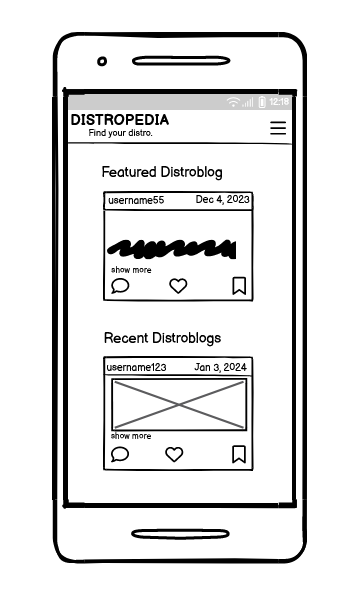 12:18
DISTROPEDIA
Find your distro.
Featured Distroblog
username55 Dec 4, 2023
show more
Recent Distroblogs
username123 Jan 3, 2024
show more